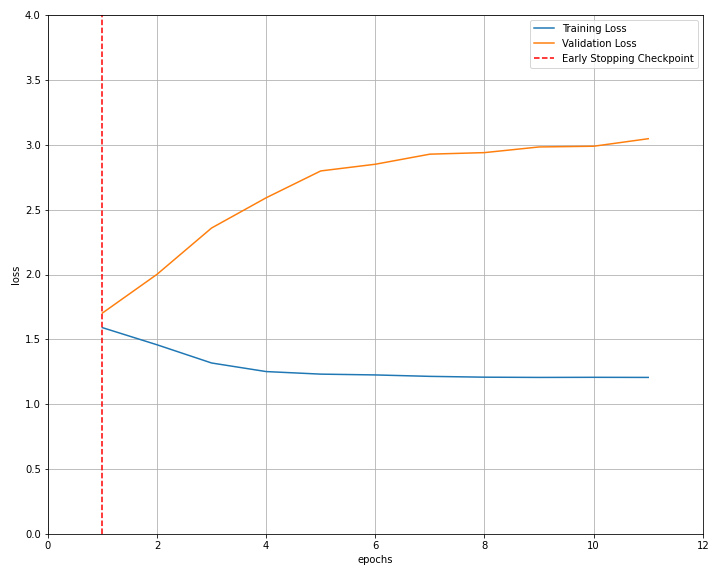 4.0
3.5
3.0
2.5
2.0
1.5
1.0
0.5
0.0
loss
Training Loss
Validation Loss
Early Stopping Checkpoint
0 2 4 6 8 10 12
epochs